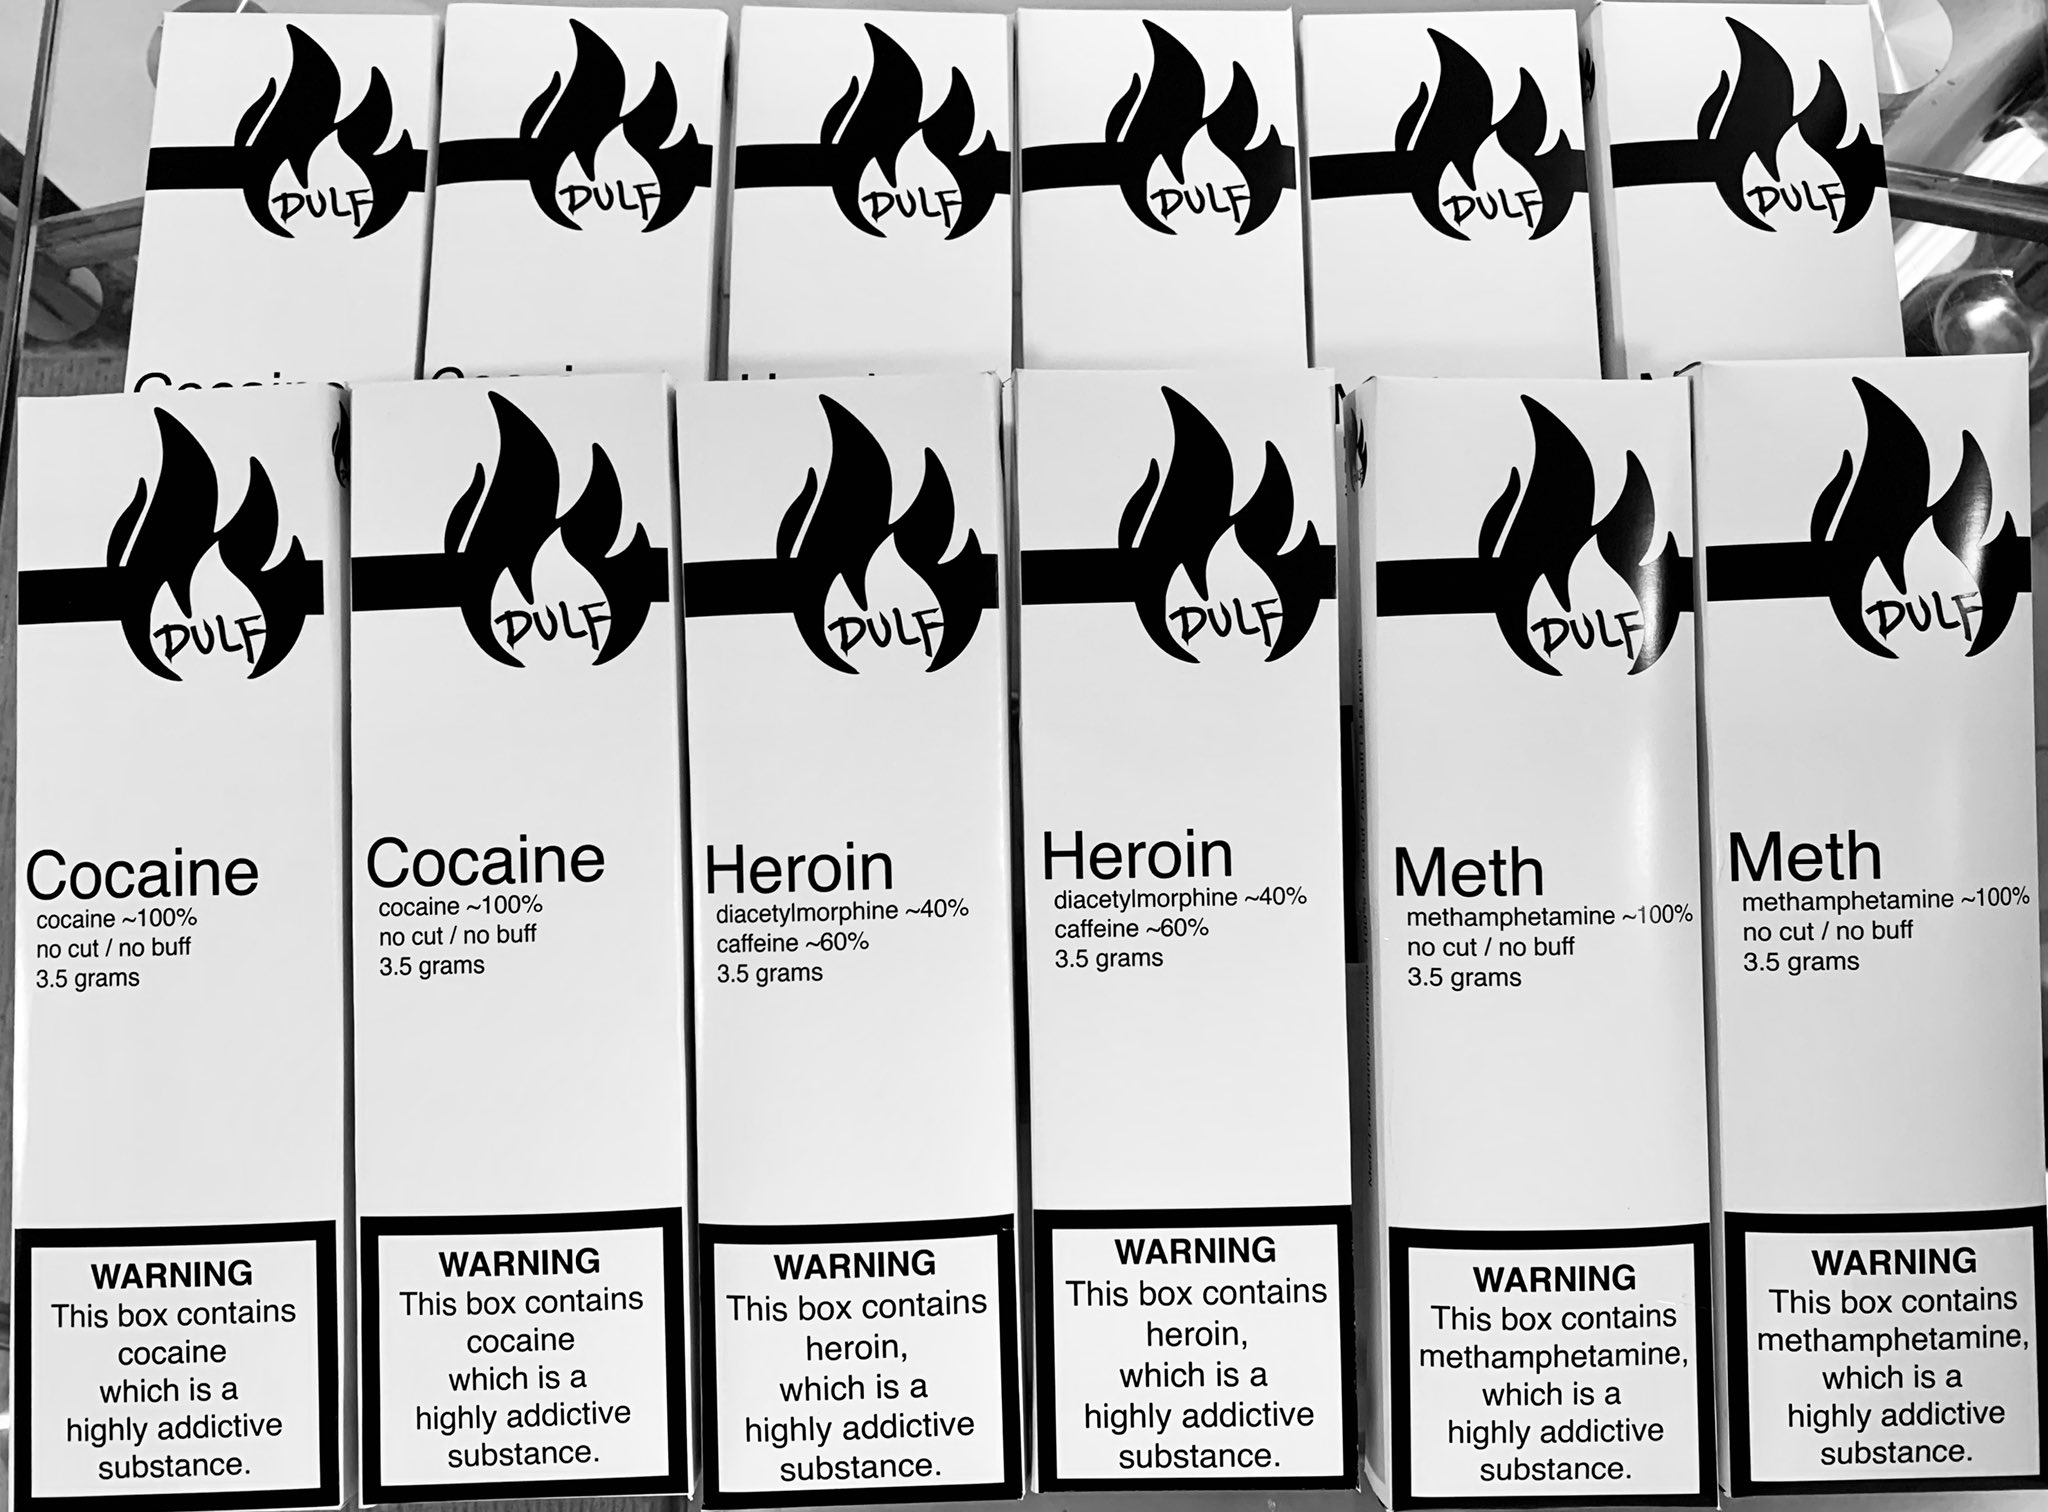 DULF
DULF
DULF
DULF
DULF
DULF
Cocaine
DULF
Cocaine
cocaine ~100%
no cut / no buff
3.5 grams
WARNING
This box contains
cocaine
which is a
highly addictive
substance.
DULF
Cocaine
cocaine ~100%
no cut / no buff
3.5 grams
WARNING
This box contains
cocaine
which is a
highly addictive
substance.
DULF
Heroin
diacetylmorphine ~40%
caffeine ~60%
3.5 grams
WARNING
This box contains
heroin,
which is a
highly addictive
substance.
DULF
Heroin
diacetylmorphine ~40%
caffeine ~60%
3.5 grams
WARNING
This box contains
heroin,
which is a
highly addictive
substance.
DULF
Meth
methamphetamine ~100%
no cut / no buff
3.5 grams
WARNING
This box contains
methamphetamine,
which is a
highly addictive
substance.
DULF
Meth
methamphetamine ~100%
no cut / no buff
3.5 grams
WARNING
This box contains
methamphetamine,
which is a
highly addictive
substance.